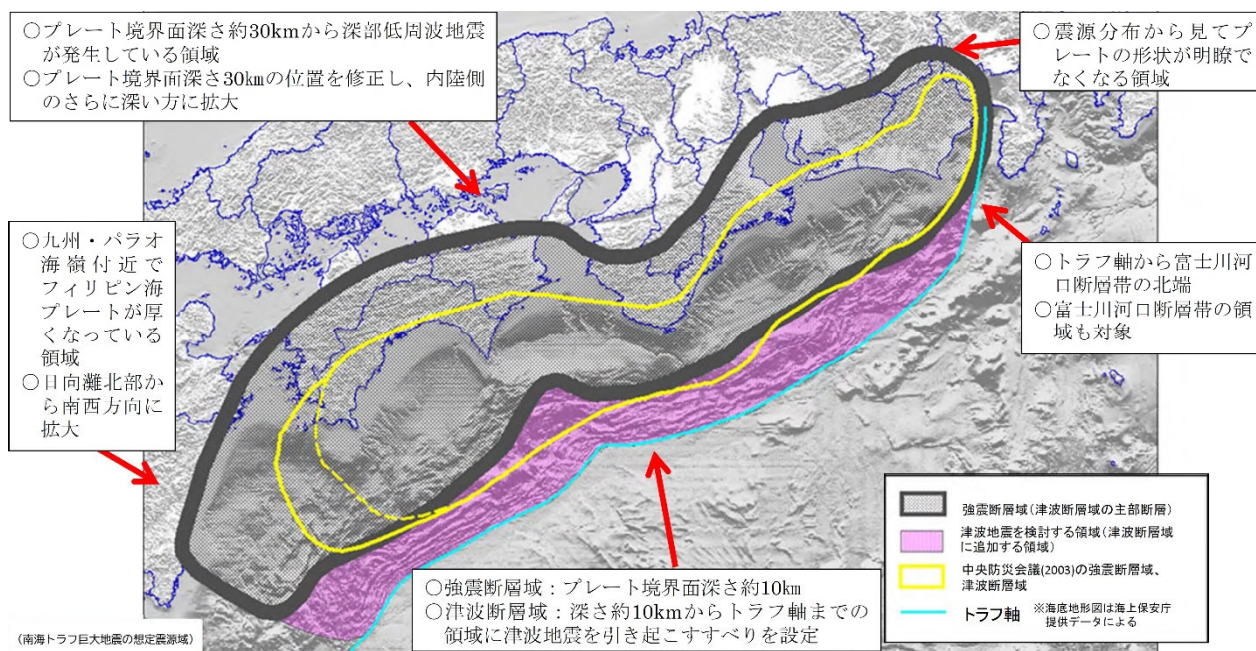 ○プレート境界面深さ約30kmから深部低周波地震
が発生している領域
○プレート境界面深さ30kmの位置を修正し、内陸側
のさらに深い方に拡大
○震源分布から見てプ
レートの形状が明瞭で
なくなる領域
○九州・パラオ
海嶺付近で
フィリピン海
プレートが厚
くなっている
領域
○日向灘北部か
ら南西方向に
拡大
○トラフ軸から富士川河
口断層帯の北端
○富士川河口断層帯の領
域も対象
強震断層域(津波断層域の主部断層)
津波地震を検討する領域(津波断層域
に追加する領域)
中央防災会議(2003)の強震断層域、
津波断層域
トラフ軸 ※海底地形図は海上保安庁
提供データによる
○強震断層域：プレート境界面深さ約10km
○津波断層域：深さ約10kmからトラフ軸までの
領域に津波地震を引き起こすすべりを設定
(南海トラフ巨大地震の想定震源域)